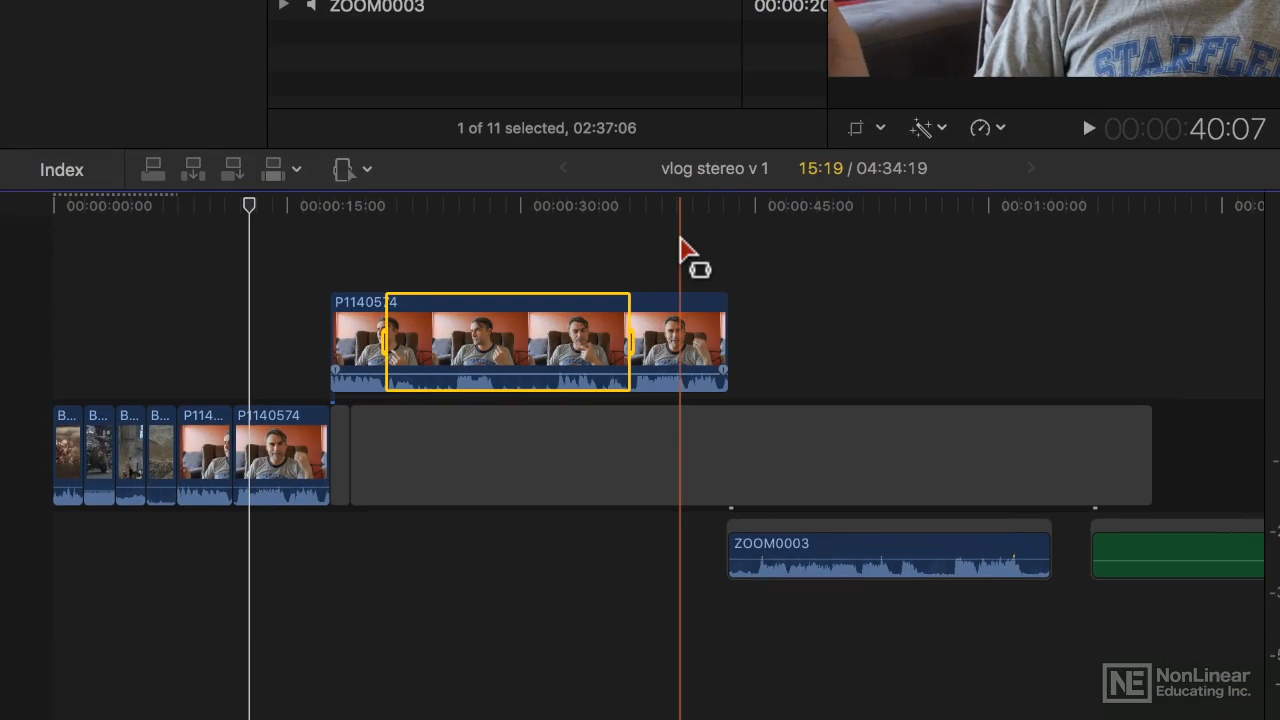 ZOOM0003
00:00:20
STARFLE
1 of 11 selected, 02:37:06
00:00:40:07
Index
vlog stereo v 1
15:19 / 04:34:19
00:00:00:00
00:00:15:00
00:00:30:00
00:00:45:00
00:01:00:00
00:0
P1140574
B...
B...
B...
B...
P114...
P1140574
ZOOM0003
NE NonLinear
Educating Inc.